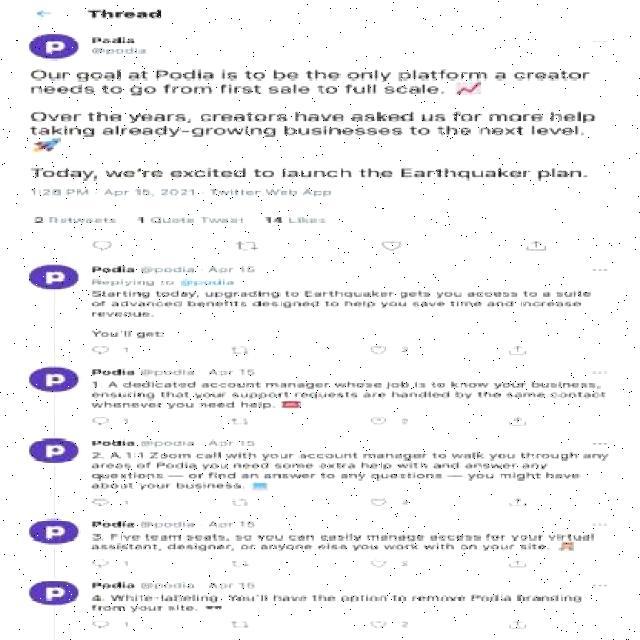 Thread
Podia
@podia
Our goal at Podia is to be the only platform a creator
needs to go from first sale to full scale. 📈
Over the years, creators have asked us for more help
taking already-growing businesses to the next level.
🚀
Today, we're excited to launch the Earthquaker plan.
1:28 PM · Apr 15, 2021 · Twitter Web App
2 Retweets 1 Quote Tweet 14 Likes
Podia @podia · Apr 15
Replying to @podia
Starting today, upgrading to Earthquaker gets you access to a suite
of advanced benefits designed to help you save time and increase
revenue.
You'll get:
1 3
Podia @podia · Apr 15
1. A dedicated account manager whose job is to know your business,
ensuring that your support requests are handled by the same contact
whenever you need help.
1 2
Podia @podia · Apr 15
2. A 1:1 Zoom call with your account manager to walk you through any
areas of Podia you need some extra help with and answer any
questions — or find an answer to any questions — you might have
about your business.
Podia @podia · Apr 15
3. Five team seats, so you can easily manage access for your virtual
assistant, designer, or anyone else you work with on your site.
1
Podia @podia · Apr 15
4. White-labeling. You'll have the option to remove Podia branding
from your site. 🕶
1 2